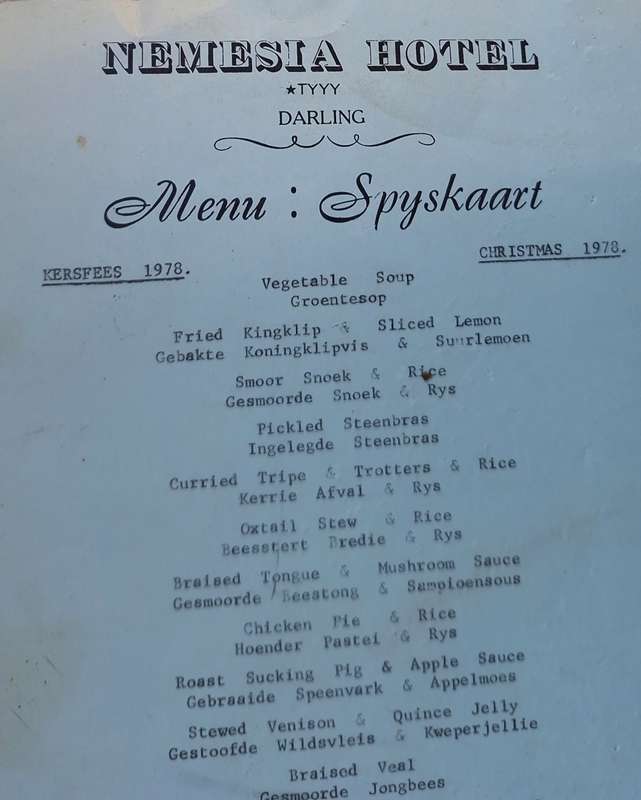 NEMESIA HOTEL
★TYYY
DARLING
Menu : Spyskaart
KERSFEES 1978.
CHRISTMAS 1978.
Vegetable Soup
Groentesop
Fried Kingklip & Sliced Lemon
Gebakte Koningklipvis & Suurlemoen
Smoor Snoek & Rice
Gesmoorde Snoek & Rys
Pickled Steenbras
Ingelegde Steenbras
Curried Tripe & Trotters & Rice
Kerrie Afval & Rys
Oxtail Stew & Rice
Beesstert Bredie & Rys
Braised Tongue & Mushroom Sauce
Gesmoorde Beestong & Sampioensous
Chicken Pie & Rice
Hoender Pastei & Rys
Roast Sucking Pig & Apple Sauce
Gebraaide Speenvark & Appelmoes
Stewed Venison & Quince Jelly
Gestoofde Wildsvleis & Kweperjellie
Braised Veal
Gesmoorde Jongbees